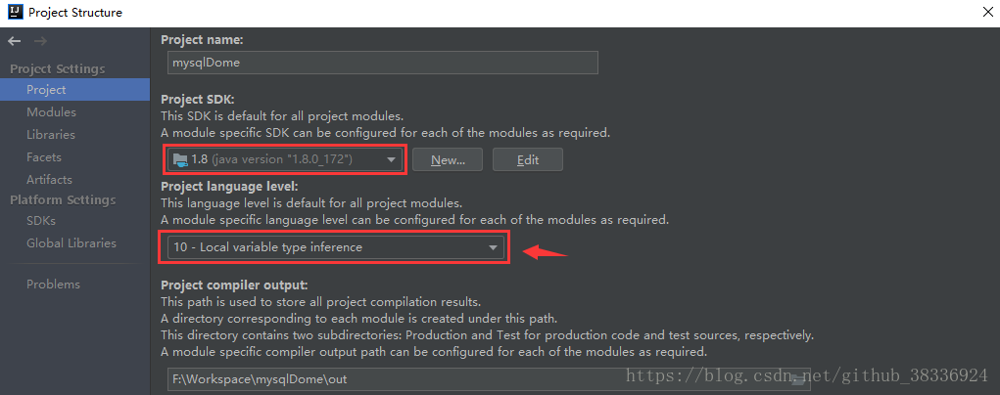 IJ Project Structure
Project Settings
Project
Modules
Libraries
Facets
Artifacts
Platform Settings
SDKs
Global Libraries
Problems
Project name:
mysqlDome
Project SDK:
This SDK is default for all project modules.
A module specific SDK can be configured for each of the modules as required.
1.8 (java version "1.8.0_172")
New...
Edit
Project language level:
This language level is default for all project modules.
A module specific language level can be configured for each of the modules as required.
10 - Local variable type inference
Project compiler output:
This path is used to store all project compilation results.
A directory corresponding to each module is created under this path.
This directory contains two subdirectories: Production and Test for production code and test sources, respectively.
A module specific compiler output path can be configured for each of the modules as required.
F:\Workspace\mysqlDome\out
https://blog.csdn.net/github_38336924